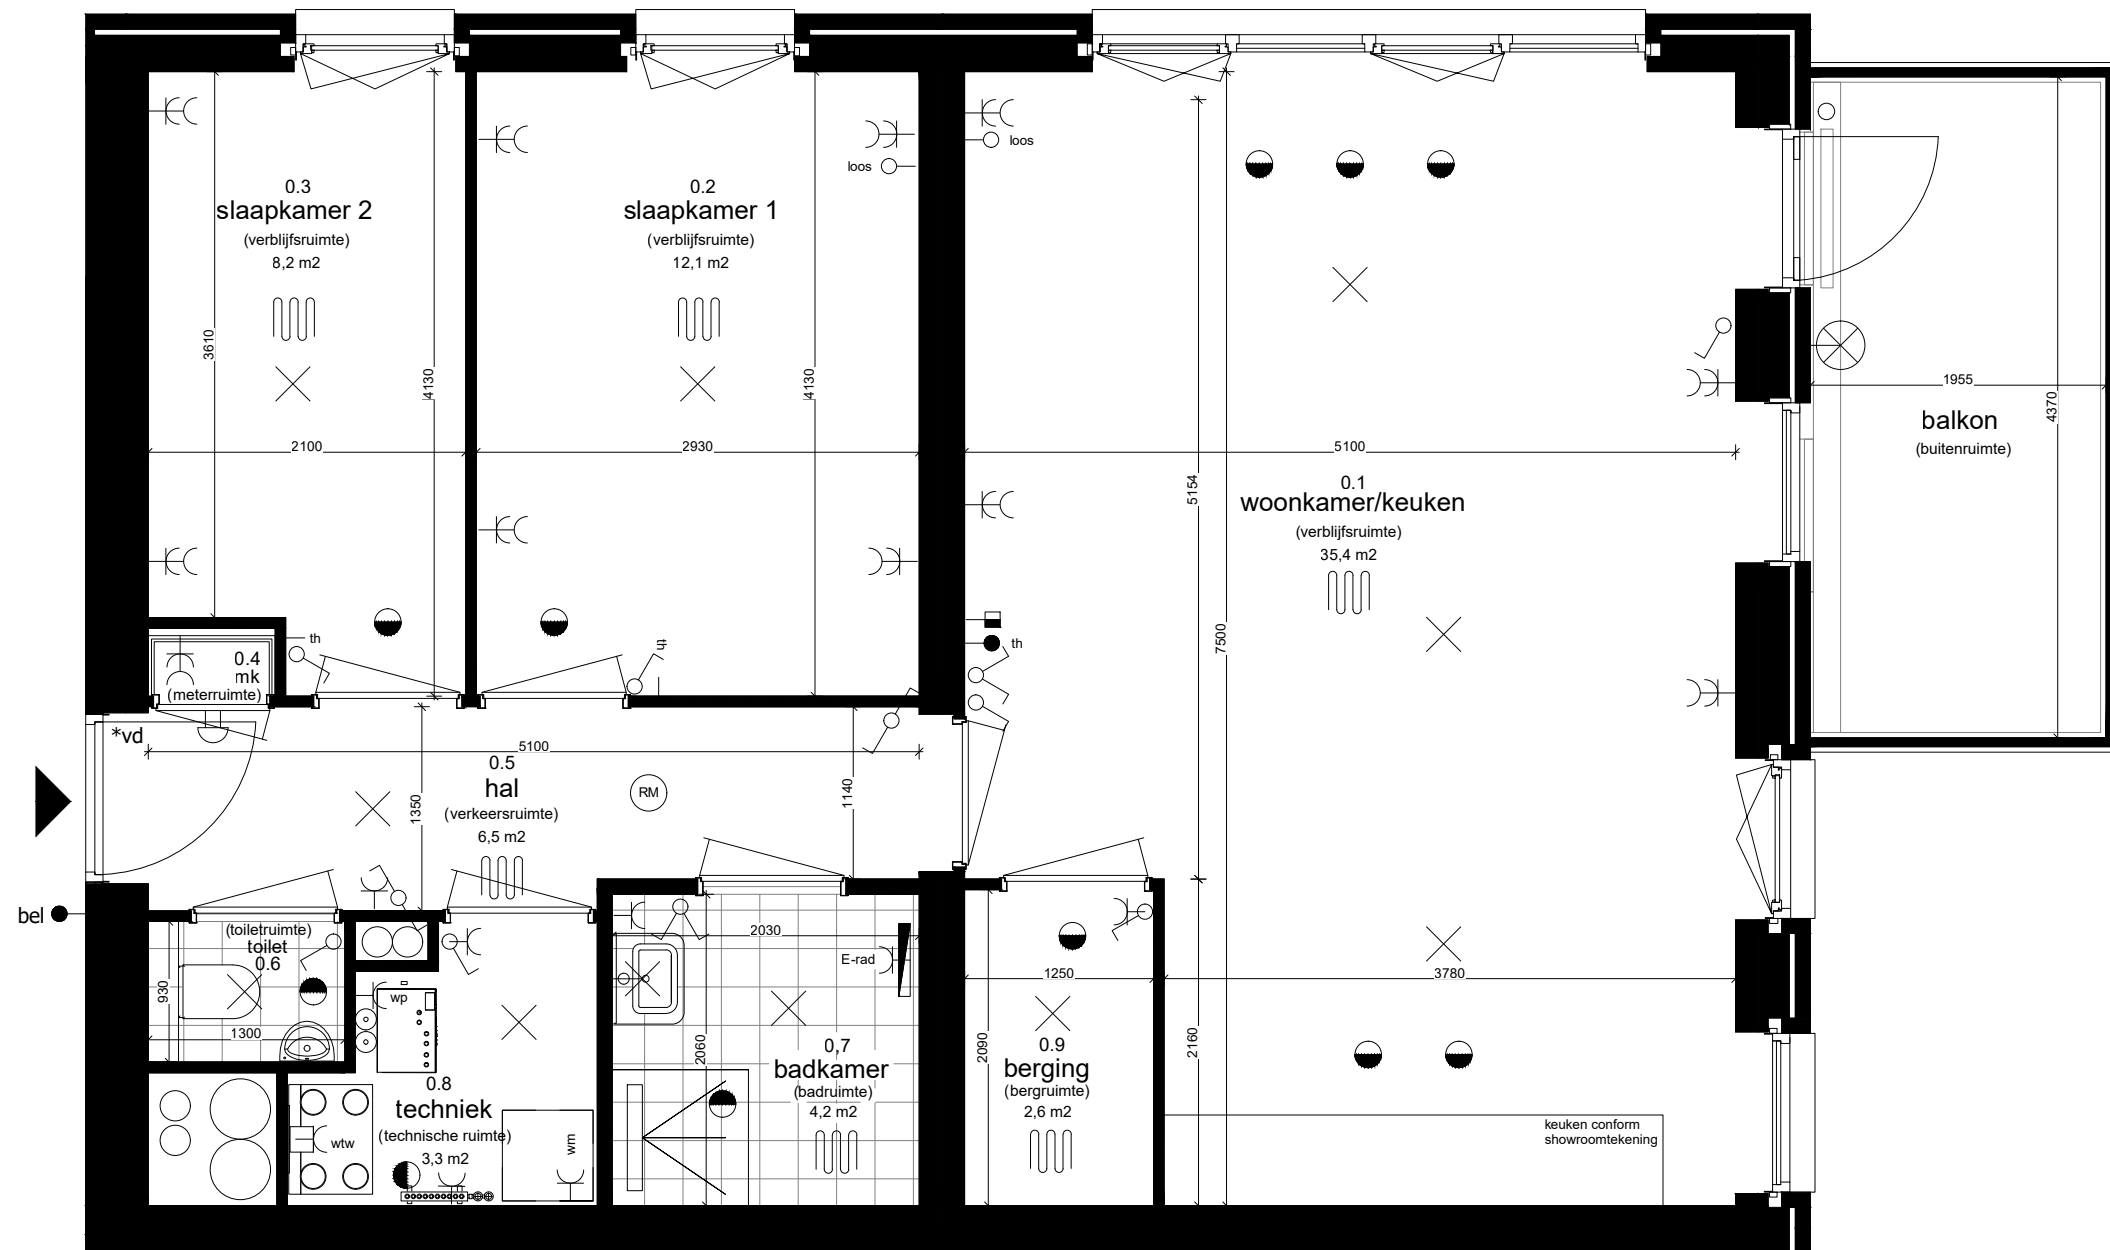 0.3
slaapkamer 2
(verblijfsruimte)
8,2 m2
3610
4130
2100
0.2
slaapkamer 1
(verblijfsruimte)
12,1 m2
loos
4130
2930
loos
5154
7500
5100
0.1
woonkamer/keuken
(verblijfsruimte)
35,4 m2
1955
4370
balkon
(buitenruimte)
th
th
th
0.4
mk
(meterruimte)
*vd
5100
0.5
hal
(verkeersruimte)
6,5 m2
1350
RM
1140
bel
(toiletruimte)
toilet
0.6
930
1300
wp
0.8
techniek
(technische ruimte)
3,3 m2
wtw
wm
2030
E-rad
2060
0,7
badkamer
(badruimte)
4,2 m2
1250
2090
0.9
berging
(bergruimte)
2,6 m2
2160
3780
keuken conform
showroomtekening